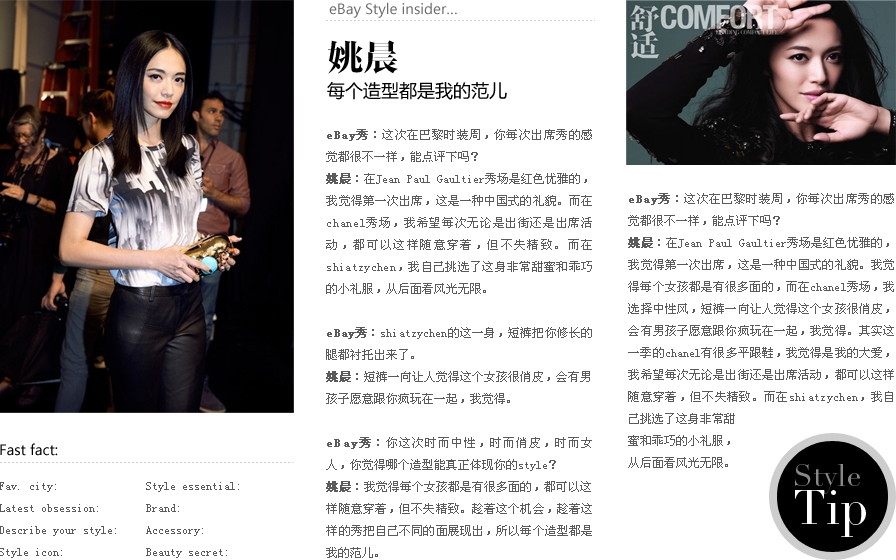 eBay Style insider...
姚晨
每个造型都是我的范儿
eBay秀：这次在巴黎时装周，你每次出席秀的感
觉都很不一样，能点评下吗？
姚晨：在Jean Paul Gaultier秀场是红色优雅的，
我觉得第一次出席，这是一种中国式的礼貌。而在
chanel秀场，我希望每次无论是出街还是出席活
动，都可以这样随意穿着，但不失精致。而在
shiatzychen，我自己挑选了这身非常甜蜜和乖巧
的小礼服，从后面看风光无限。
eBay秀：shiatzychen的这一身，短裤把你修长的
腿都衬托出来了。
姚晨：短裤一向让人觉得这个女孩很俏皮，会有男
孩子愿意跟你疯玩在一起，我觉得。
eBay秀：你这次时而中性，时而俏皮，时而女
人，你觉得哪个造型能真正体现你的style？
姚晨：我觉得每个女孩都是有很多面的，都可以这
样随意穿着，但不失精致。趁着这个机会，趁着这
样的秀把自己不同的面展现出，所以每个造型都是
我的范儿。
Fast fact:
Fav. city:
Style essential:
Latest obsession:
Brand:
Describe your style:
Accessory:
Style icon:
Beauty secret:
舒适
COMFORT
eBay秀：这次在巴黎时装周，你每次出席秀的感
觉都很不一样，能点评下吗？
姚晨：在Jean Paul Gaultier秀场是红色优雅的，
我觉得第一次出席，这是一种中国式的礼貌。我觉
得每个女孩都是有很多面的，而在chanel秀场，我
选择中性风，短裤一向让人觉得这个女孩很俏皮，
会有男孩子愿意跟你疯玩在一起，我觉得。其实这
一季的chanel有很多平跟鞋，我觉得是我的大爱，
我希望每次无论是出街还是出席活动，都可以这样
随意穿着，但不失精致。而在shiatzychen，我自
己挑选了这身非常甜
蜜和乖巧的小礼服，
从后面看风光无限。
Style
Tip